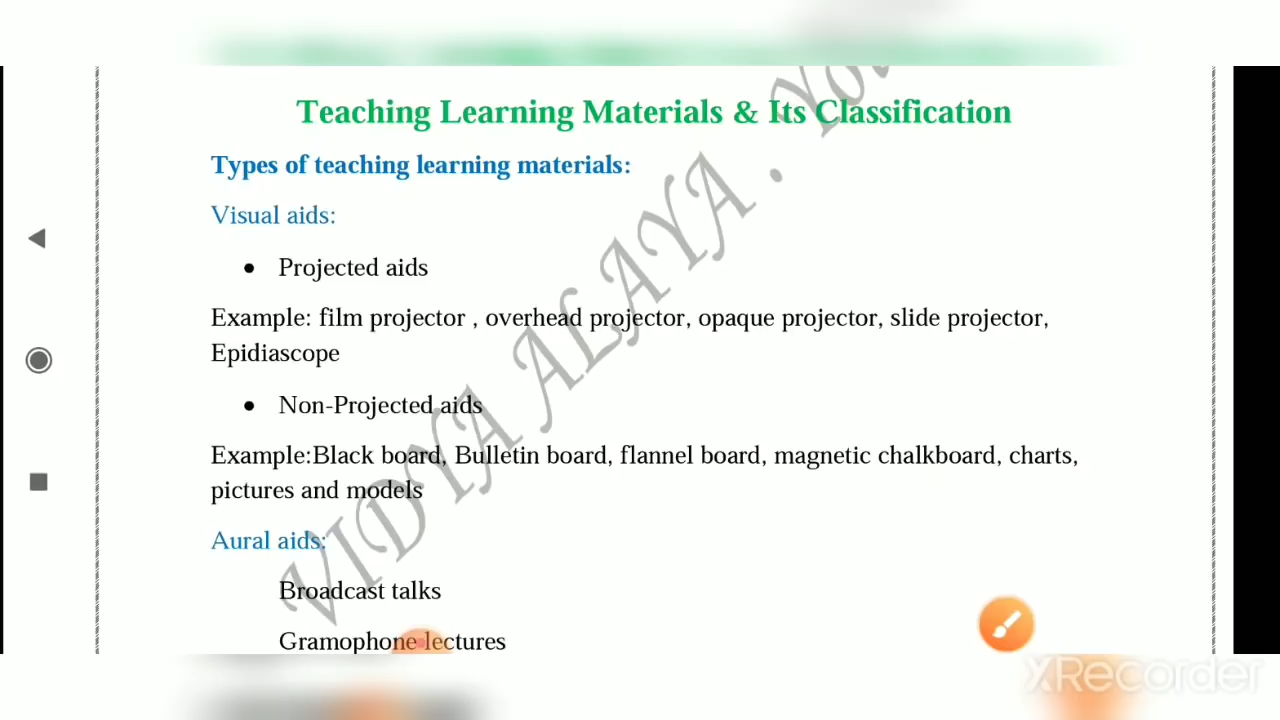 Teaching Learning Materials & Its Classification
Types of teaching learning materials:
Visual aids:
• Projected aids
Example: film projector , overhead projector, opaque projector, slide projector,
Epidiascope
• Non-Projected aids
Example:Black board, Bulletin board, flannel board, magnetic chalkboard, charts,
pictures and models
Aural aids:
Broadcast talks
Gramophone lectures
VIDYA ALAYA .
XRecorder